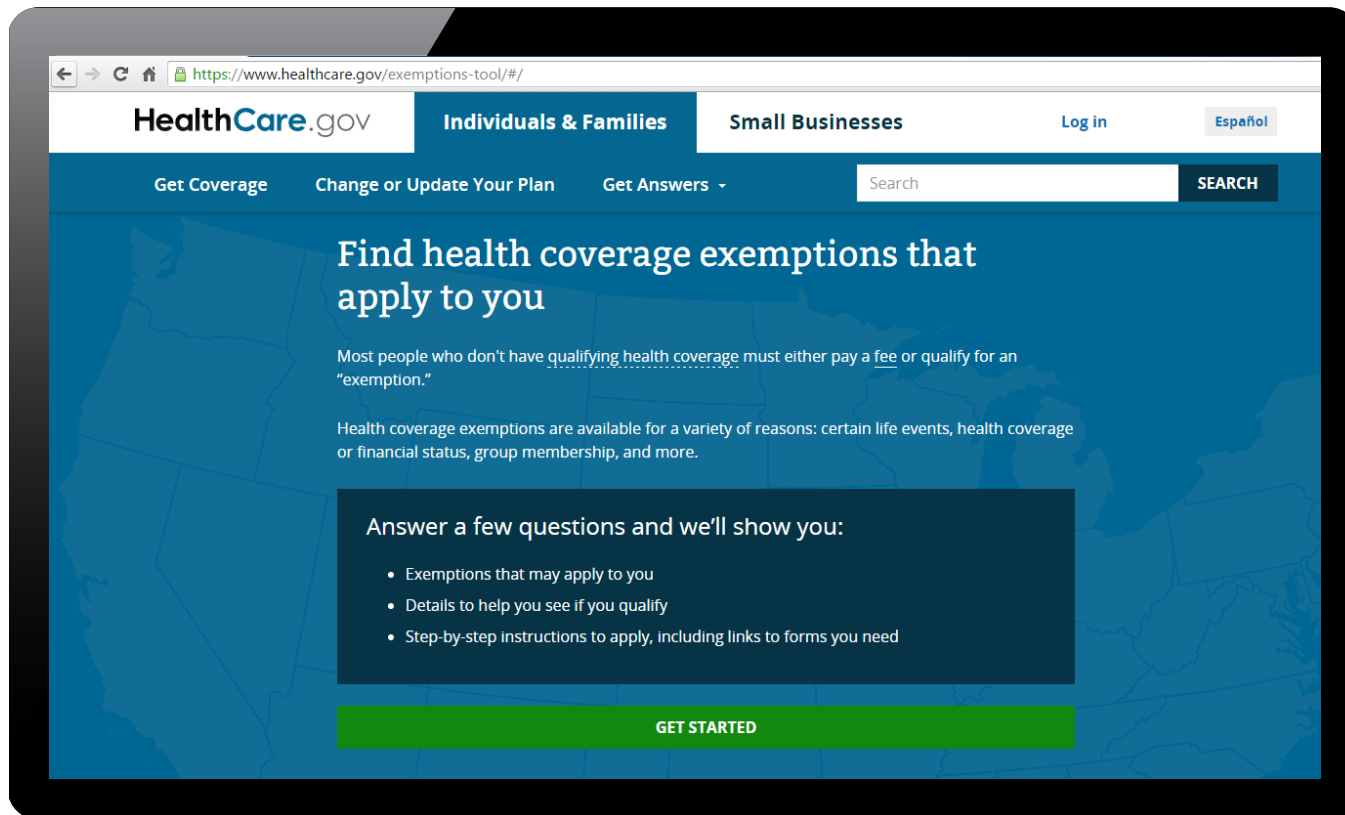 https://www.healthcare.gov/exemptions-tool/#/
HealthCare.gov Individuals & Families Small Businesses Log in Español
Get Coverage Change or Update Your Plan Get Answers Search SEARCH
Find health coverage exemptions that
apply to you
Most people who don't have qualifying health coverage must either pay a fee or qualify for an
“exemption.”
Health coverage exemptions are available for a variety of reasons: certain life events, health coverage
or financial status, group membership, and more.
Answer a few questions and we’ll show you:
• Exemptions that may apply to you
• Details to help you see if you qualify
• Step-by-step instructions to apply, including links to forms you need
GET STARTED